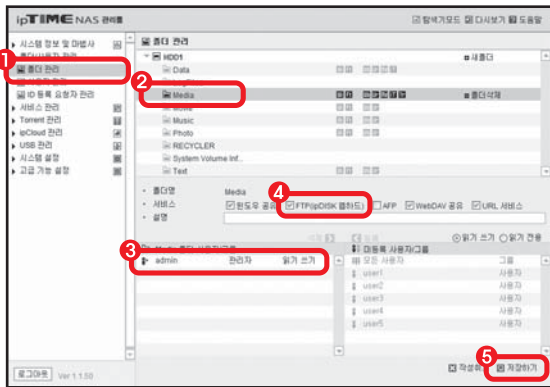 ipTIME NAS 관리툴
탐색기모드 다시보기 도움말
시스템 정보 및 마법사
폴더 관리
ID 등록 요청자 관리
서비스 관리
Torrent 관리
ipCloud 관리
USB 관리
시스템 설정
고급 기능 설정
로그아웃 Ver 1.1.50
폴더 관리
HDD1 새폴더
Data
Media 폴더삭제
Music
Photo
RECYCLER
System Volume Inf..
Text
폴더명 Media
서비스 윈도우 공유 FTP(ipDISK 웹하드) AFP WebDAV 공유 URL 서비스
설명
읽기 쓰기 읽기 전용
미등록 사용자/그룹
admin 관리자 읽기 쓰기
모든 사용자 그룹
user1 사용자
user2 사용자
user3 사용자
user4 사용자
user5 사용자
저장하기
1
2
3
4
5